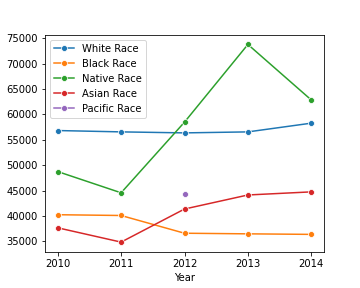 75000
70000
65000
60000
55000
50000
45000
40000
35000
White Race
Black Race
Native Race
Asian Race
Pacific Race
2010 2011 2012 2013 2014
Year